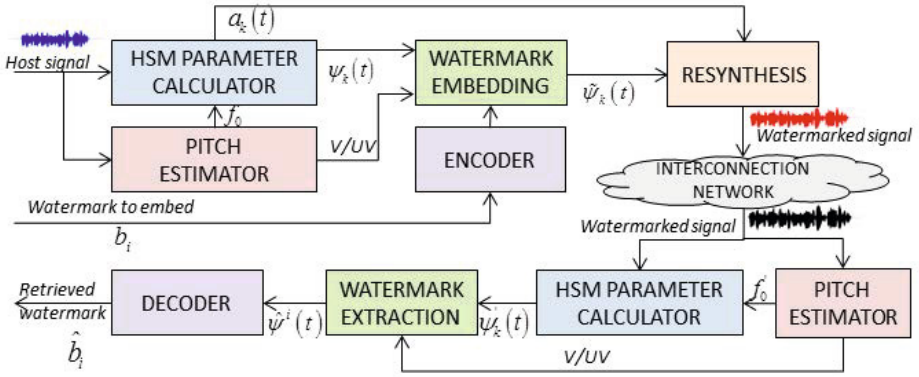 a_k(t)
Host signal
HSM PARAMETER
CALCULATOR
ψ_k(t)
WATERMARK
EMBEDDING
ψ̃_k(t)
RESYNTHESIS
f_0
PITCH
ESTIMATOR
V/UV
ENCODER
Watermarked signal
INTERCONNECTION
NETWORK
Watermark to embed
b_i
Watermarked signal
Retrieved
watermark
b̂_i
DECODER
ψ̂^i(t)
WATERMARK
EXTRACTION
ψ'_k(t)
HSM PARAMETER
CALCULATOR
f'_0
PITCH
ESTIMATOR
V/UV